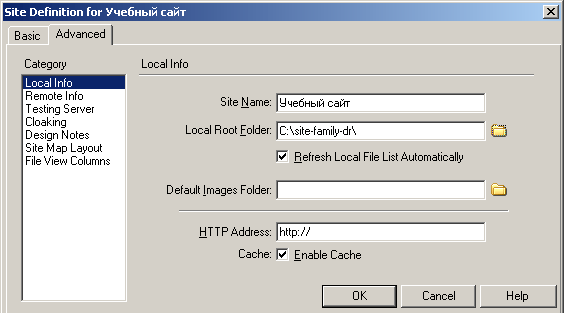 Site Definition for Учебный сайт
Basic
Advanced
Category
Local Info
Local Info
Remote Info
Testing Server
Cloaking
Design Notes
Site Map Layout
File View Columns
Site Name: Учебный сайт
Local Root Folder: C:\site-family-dr\
Refresh Local File List Automatically
Default Images Folder:
HTTP Address: http://
Cache: Enable Cache
OK
Cancel
Help